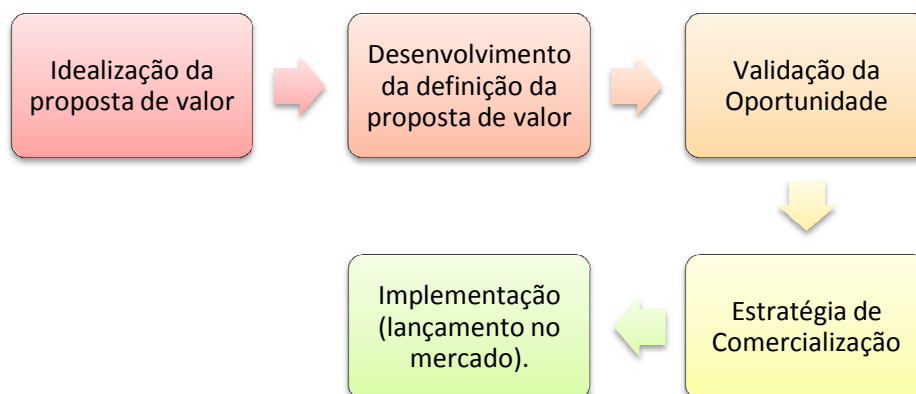 Idealização da
proposta de valor
Desenvolvimento
da definição da
proposta de valor
Validação da
Oportunidade
Estratégia de
Comercialização
Implementação
(lançamento no
mercado).